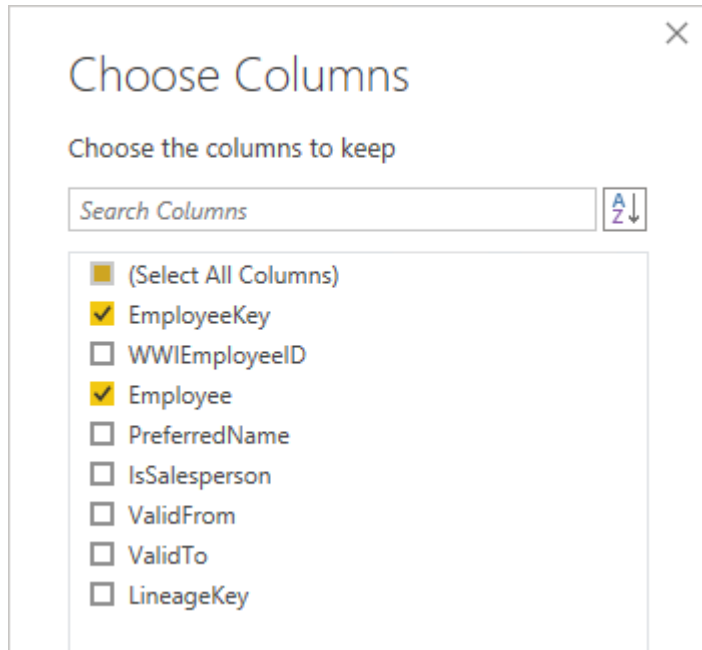 Choose Columns
Choose the columns to keep
Search Columns
AZ
(Select All Columns)
EmployeeKey
WWIEmployeeID
Employee
PreferredName
IsSalesperson
ValidFrom
ValidTo
LineageKey